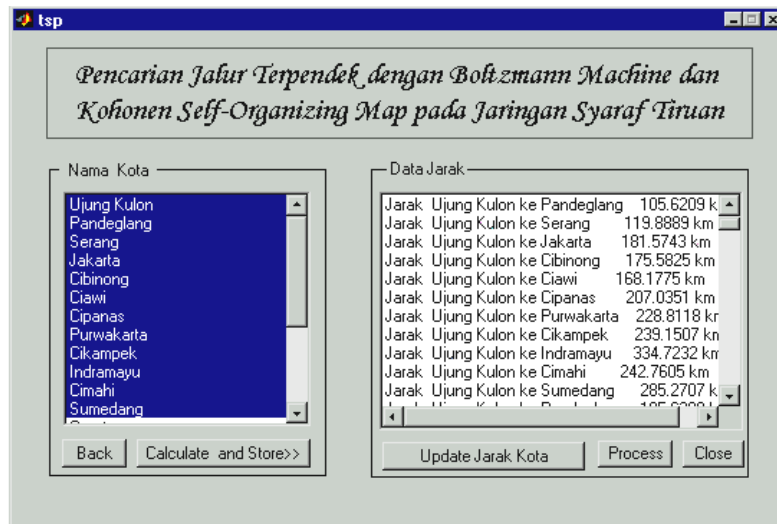 tsp
Pencarian Jalur Terpendek dengan Boltzmann Machine dan
Kohonen Self-Organizing Map pada Jaringan Syaraf Tiruan
Nama Kota
Ujung Kulon
Pandeglang
Serang
Jakarta
Cibinong
Ciawi
Cipanas
Purwakarta
Cikampek
Indramayu
Cimahi
Sumedang
Back
Calculate and Store>>
Data Jarak
Jarak Ujung Kulon ke Pandeglang 105.6209 k
Jarak Ujung Kulon ke Serang 119.8889 km
Jarak Ujung Kulon ke Jakarta 181.5743 km
Jarak Ujung Kulon ke Cibinong 175.5825 km
Jarak Ujung Kulon ke Ciawi 168.1775 km
Jarak Ujung Kulon ke Cipanas 207.0351 km
Jarak Ujung Kulon ke Purwakarta 228.8118 kr
Jarak Ujung Kulon ke Cikampek 239.1507 km
Jarak Ujung Kulon ke Indramayu 334.7232 km
Jarak Ujung Kulon ke Cimahi 242.7605 km
Jarak Ujung Kulon ke Sumedang 285.2707 k
Update Jarak Kota
Process
Close